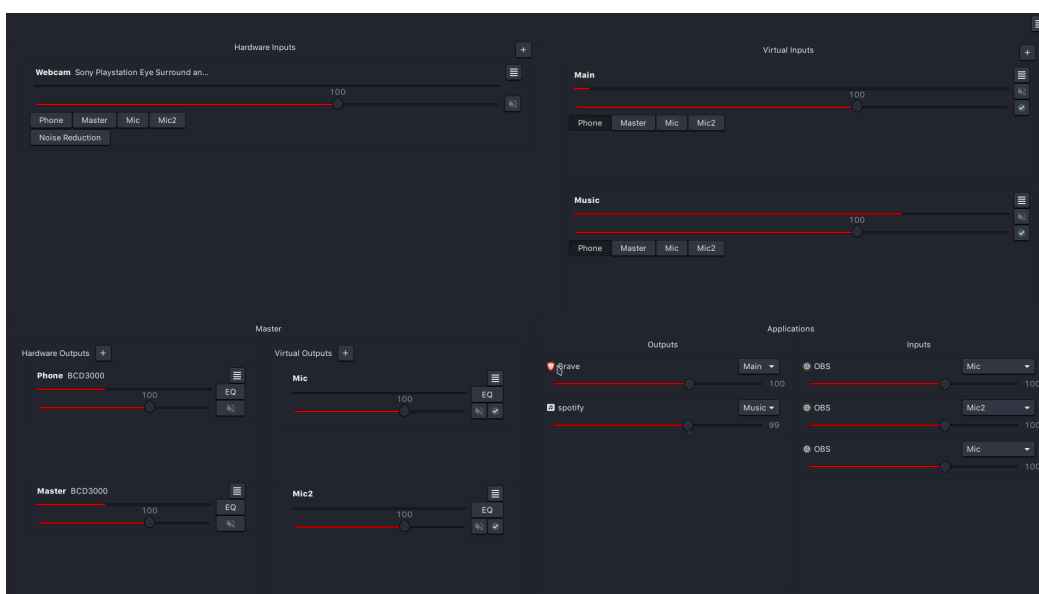 Hardware Inputs
+
Webcam Sony Playstation Eye Surround an...
100
Phone Master Mic Mic2
Noise Reduction
Virtual Inputs
+
Main
100
Phone Master Mic Mic2
Music
100
Phone Master Mic Mic2
Master
Hardware Outputs +
Phone BCD3000
EQ
100
Master BCD3000
EQ
100
Virtual Outputs +
Mic
EQ
100
Mic2
EQ
100
Applications
Outputs
Brave Main
100
spotify Music
99
Inputs
OBS Mic
100
OBS Mic2
100
OBS Mic
100